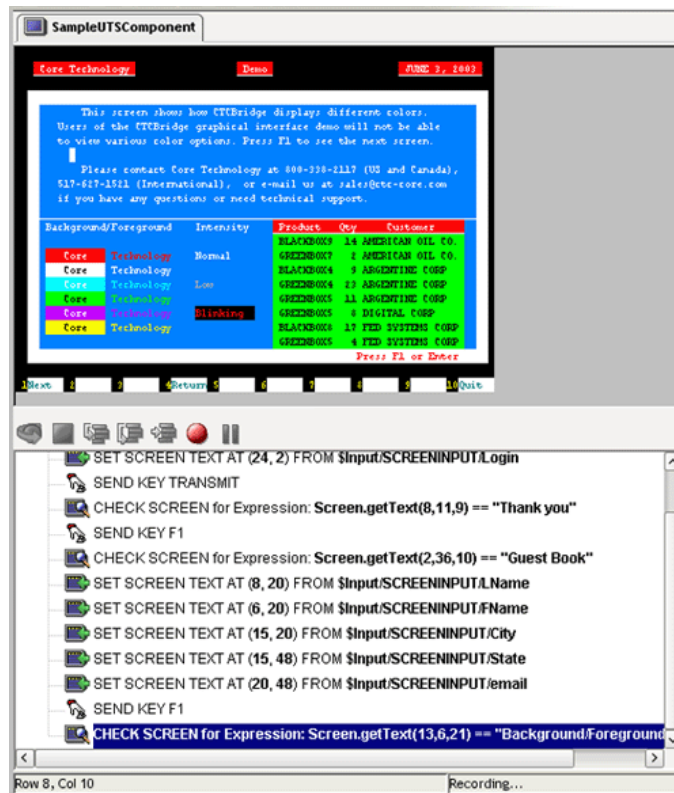 SampleUTSComponent
Core Technology Demo JUNE 3, 2003
This screen shows how CTCBridge displays different colors.
Users of the CTCBridge graphical interface demo will not be able
to view various color options. Press F1 to see the next screen.
Please contact Core Technology at 800-338-2117 (US and Canada),
517-627-1521 (International), or e-mail us at sales@ctc-core.com
if you have any questions or need technical support.
Background/Foreground Intensity Product Qty Customer
BLACKBOX9 14 AMERICAN OIL CO.
Core Technology Normal GREENBOX7 2 AMERICAN OIL CO.
Core Technology BLACKBOX4 9 ARGENTINE CORP
Core Technology Low GREENBOX4 23 ARGENTINE CORP
Core Technology GREENBOX5 11 ARGENTINE CORP
Core Technology Blinking GREENBOX5 8 DIGITAL CORP
Core Technology BLACKBOX8 17 FED SYSTEMS CORP
GREENBOX5 4 FED SYSTEMS CORP
Press F1 or Enter
1Next 2 3 4Return 5 6 7 8 9 10Quit
SET SCREEN TEXT AT (24, 2) FROM $Input/SCREENINPUT/Login
SEND KEY TRANSMIT
CHECK SCREEN for Expression: Screen.getText(8,11,9) == "Thank you"
SEND KEY F1
CHECK SCREEN for Expression: Screen.getText(2,36,10) == "Guest Book"
SET SCREEN TEXT AT (8, 20) FROM $Input/SCREENINPUT/LName
SET SCREEN TEXT AT (6, 20) FROM $Input/SCREENINPUT/FName
SET SCREEN TEXT AT (15, 20) FROM $Input/SCREENINPUT/City
SET SCREEN TEXT AT (15, 48) FROM $Input/SCREENINPUT/State
SET SCREEN TEXT AT (20, 48) FROM $Input/SCREENINPUT/email
SEND KEY F1
CHECK SCREEN for Expression: Screen.getText(13,6,21) == "Background/Foreground
Row 8, Col 10 Recording...